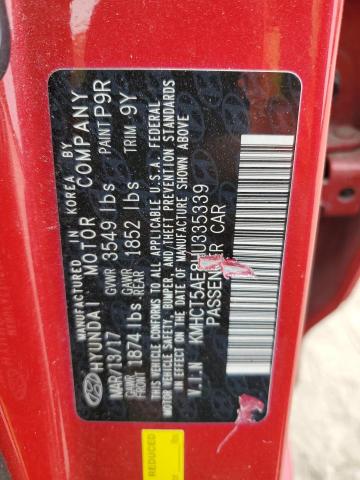 MANUFACTURED IN KOREA BY
HYUNDAI MOTOR COMPANY
MAR/13/17 GVWR 3549 lbs PAINT P9R
GAWR FRONT 1874 lbs GAWR REAR 1852 lbs TRIM 9Y
THIS VEHICLE CONFORMS TO ALL APPLICABLE U.S.A. FEDERAL
MOTOR VEHICLE SAFETY BUMPER, AND/THEFT PREVENTION STANDARDS
IN EFFECT ON THE DATE OF MANUFACTURE SHOWN ABOVE
V.I.N KMHCT5AE8HU335339
PASSENGER CAR
REDUCED
lbs